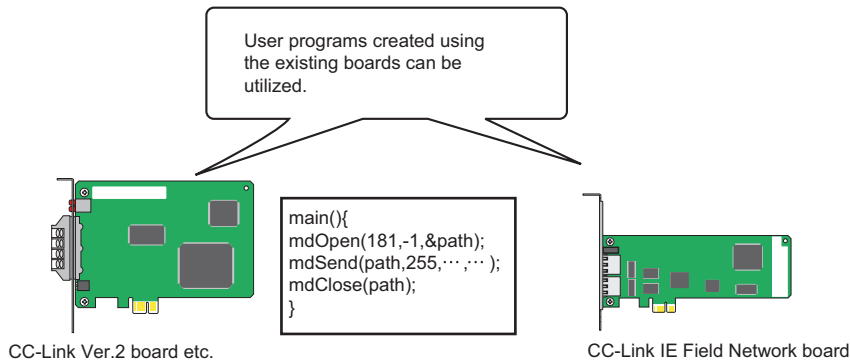 User programs created using
the existing boards can be
utilized.
main(){
mdOpen(181,-1,&path);
mdSend(path,255,⋯,⋯ );
mdClose(path);
}
CC-Link Ver.2 board etc.
CC-Link IE Field Network board